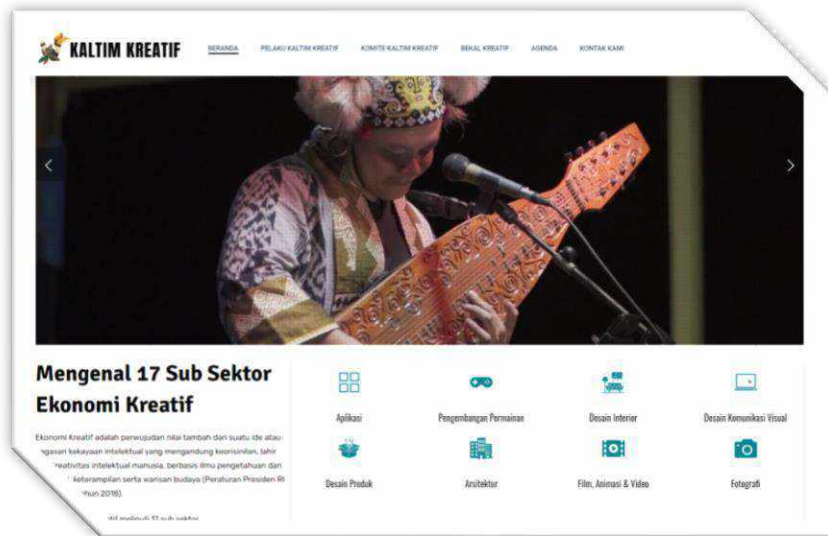 KALTIM KREATIF
BERANDA PELAKU KALTIM KREATIF KOMITE KALTIM KREATIF BEKAL KREATIF AGENDA KONTAK KAMI
Mengenal 17 Sub Sektor
Ekonomi Kreatif
Ekonomi Kreatif adalah perwujudan nilai tambah dari suatu ide atau
kekayaan intelektual yang mengandung keorisinilan, lahir
intelektual manusia, berbasis ilmu pengetahuan dan
keterampilan serta warisan budaya (Peraturan Presiden RI
2016).
meliputi 17 sub sektor
Aplikasi
Pengembangan Permainan
Desain Interior
Desain Komunikasi Visual
Desain Produk
Arsitektur
Film, Animasi & Video
Fotografi